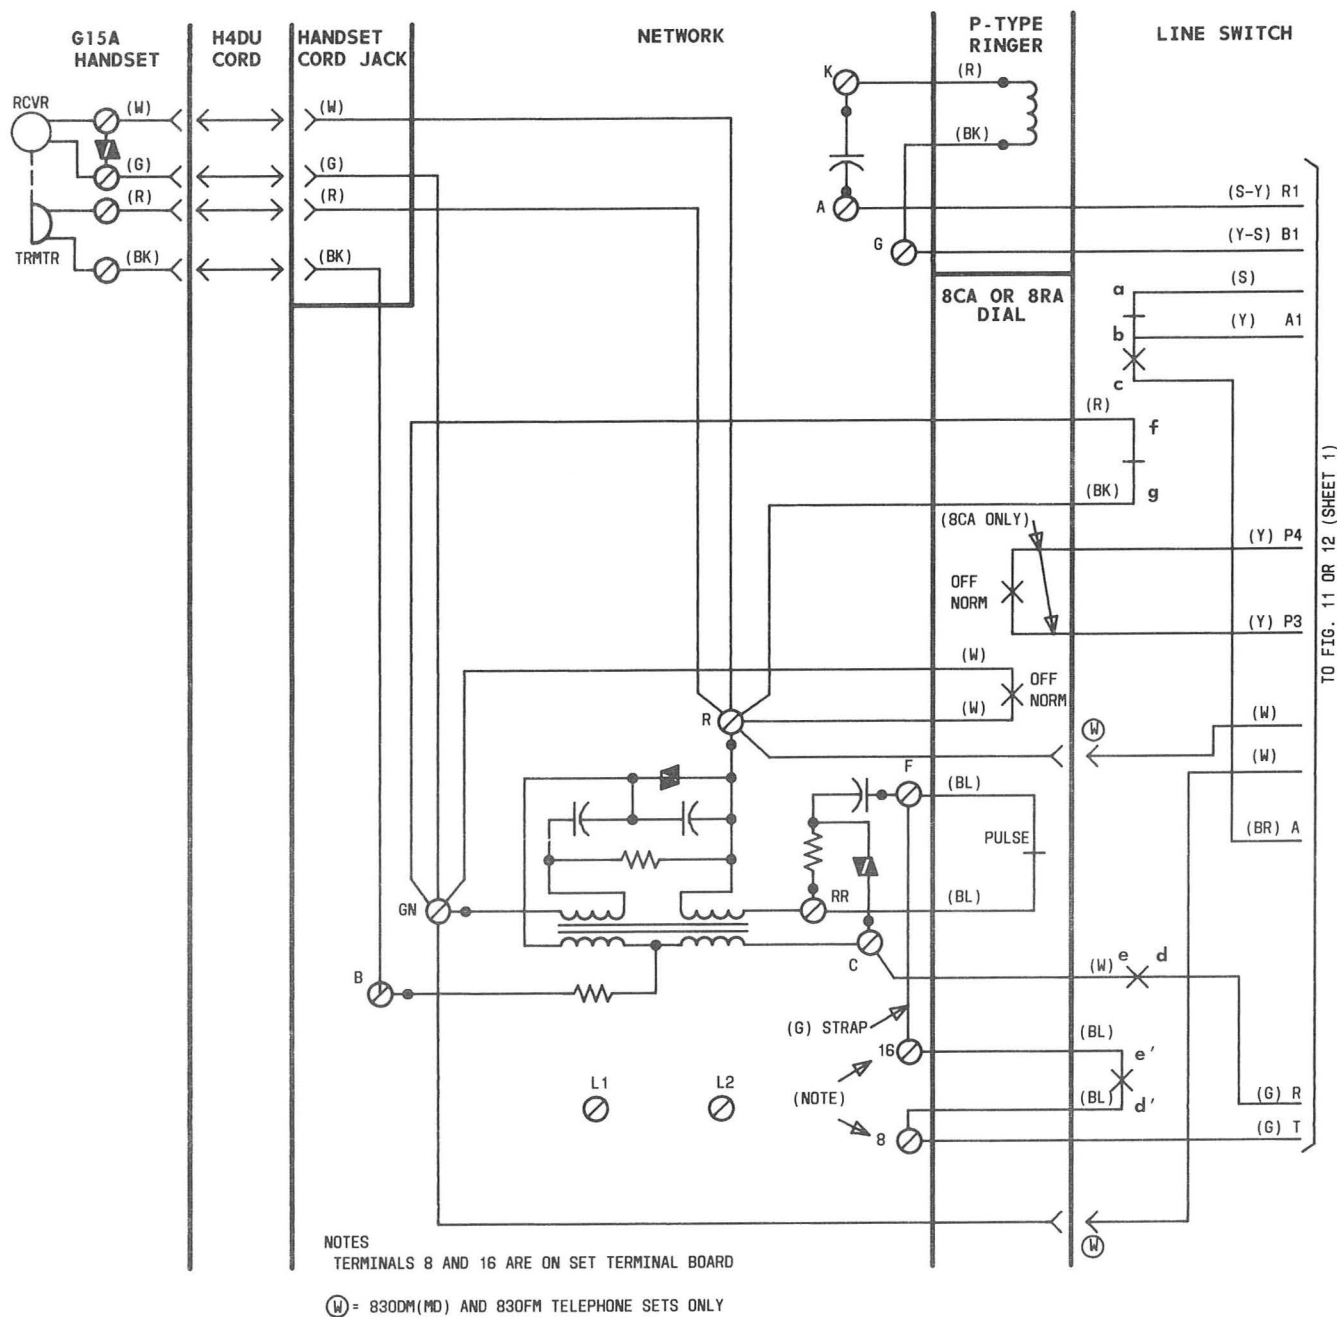 G15A
HANDSET
H4DU
CORD
HANDSET
CORD JACK
NETWORK
P-TYPE
RINGER
LINE SWITCH
RCVR
(W)
(G)
(R)
TRMTR
(BK)
(W)
(G)
(R)
(BK)
K
(R)
(BK)
A
G
(S-Y) R1
(Y-S) B1
8CA OR 8RA
DIAL
a
(S)
b
(Y) A1
c
(R)
f
(BK)
g
(8CA ONLY)
(Y) P4
OFF
NORM
(Y) P3
TO FIG. 11 OR 12 (SHEET 1)
(W)
OFF
NORM
R
(W)
W
(W)
(W)
F
(BL)
PULSE
(BR) A
GN
RR
(BL)
C
(W)
e
d
B
(G) STRAP
16
(BL)
e'
(NOTE)
(BL)
d'
L1
L2
8
(G) R
(G) T
W
NOTES
TERMINALS 8 AND 16 ARE ON SET TERMINAL BOARD
W = 830DM(MD) AND 830FM TELEPHONE SETS ONLY